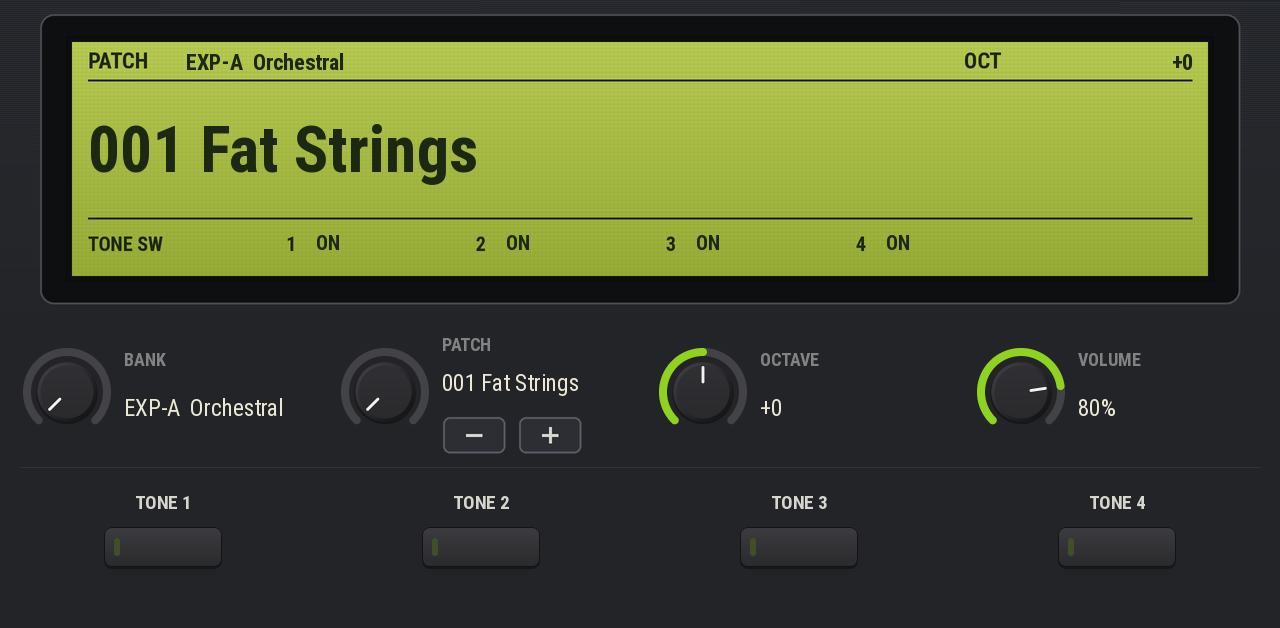 PATCH EXP-A Orchestral OCT +0
001 Fat Strings
TONE SW 1 ON 2 ON 3 ON 4 ON
BANK
EXP-A Orchestral
PATCH
001 Fat Strings
− +
OCTAVE
+0
VOLUME
80%
TONE 1 TONE 2 TONE 3 TONE 4